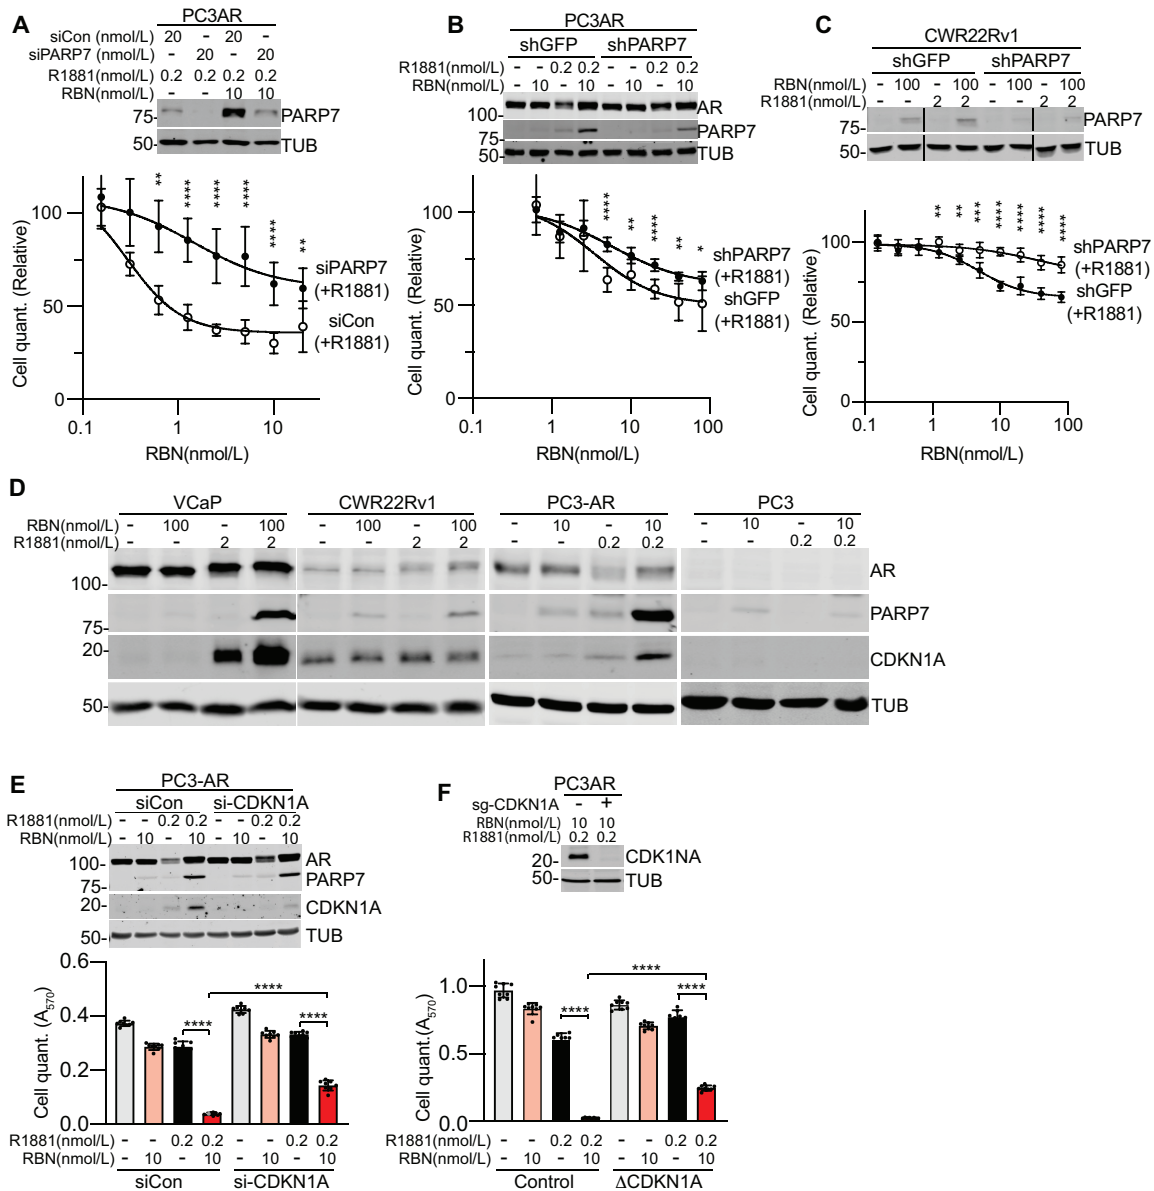 A
PC3AR
siCon (nmol/L) 20 - 20 -
siPARP7 (nmol/L) - 20 - 20
R1881(nmol/L) 0.2 0.2 0.2 0.2
RBN(nmol/L) - - 10 10
75- PARP7
50- TUB
Cell quant. (Relative)
100
50
0
** **** **** **** **** **
siPARP7
(+R1881)
siCon
(+R1881)
0.1 1 10
RBN(nmol/L)
B
PC3AR
shGFP shPARP7
R1881(nmol/L) - - 0.2 0.2 - - 0.2 0.2
RBN(nmol/L) - 10 - 10 - 10 - 10
100- AR
75- PARP7
50- TUB
Cell quant. (Relative)
100
50
0
**** ** **** ** *
shPARP7
(+R1881)
shGFP
(+R1881)
0.1 1 10 100
RBN(nmol/L)
C
CWR22Rv1
shGFP shPARP7
RBN(nmol/L) - 100 - 100 - 100 - 100
R1881(nmol/L) - - 2 2 - - 2 2
75- PARP7
50- TUB
Cell quant. (Relative)
100
50
0
** ** *** **** **** **** ****
shPARP7
(+R1881)
shGFP
(+R1881)
0.1 1 10 100
RBN(nmol/L)
D
VCaP CWR22Rv1 PC3-AR PC3
RBN(nmol/L) - 100 - 100 - 100 - 100 - 10 - 10 - 10 - 10
R1881(nmol/L) - - 2 2 - - 2 2 - - 0.2 0.2 - - 0.2 0.2
100- AR
75- PARP7
20- CDKN1A
50- TUB
E
PC3-AR
siCon si-CDKN1A
R1881(nmol/L) - - 0.2 0.2 - - 0.2 0.2
RBN(nmol/L) - 10 - 10 - 10 - 10
100- AR
75- PARP7
20- CDKN1A
50- TUB
Cell quant. (A570)
0.6
0.4
0.2
0.0
****
**** ****
R1881(nmol/L) - - 0.2 0.2 - - 0.2 0.2
RBN(nmol/L) - 10 - 10 - 10 - 10
siCon si-CDKN1A
F
PC3AR
sg-CDKN1A - +
RBN(nmol/L) 10 10
R1881(nmol/L) 0.2 0.2
20- CDK1NA
50- TUB
Cell quant.(A570)
1.0
0.5
0.0
****
**** ****
R1881(nmol/L) - - 0.2 0.2 - - 0.2 0.2
RBN(nmol/L) - 10 - 10 - 10 - 10
Control ΔCDKN1A